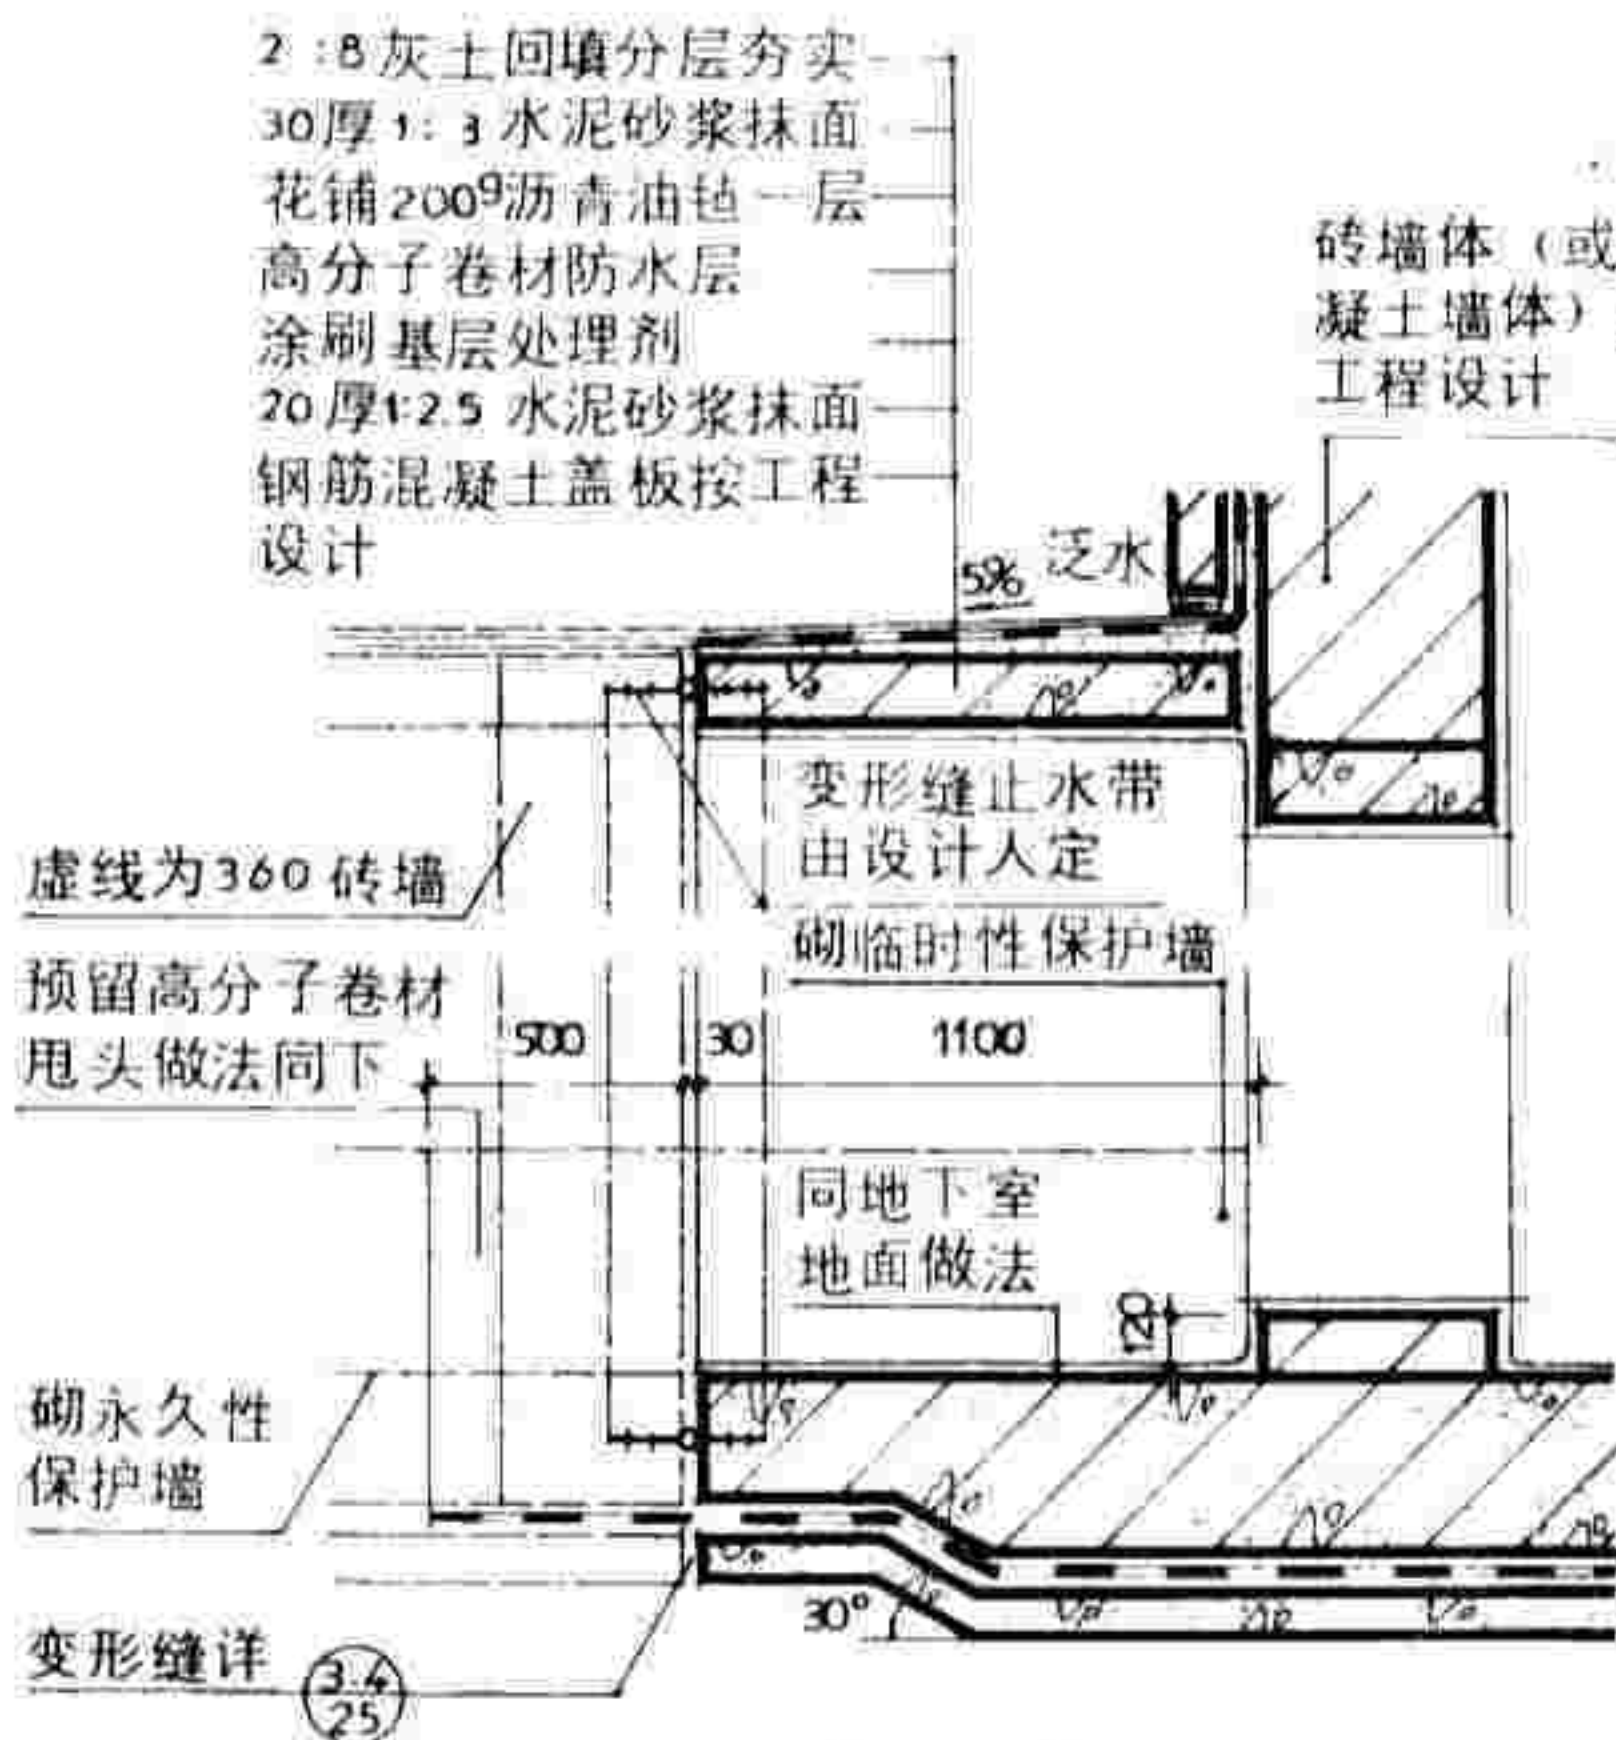 2:8灰土回填分层夯实
30厚1:3水泥砂浆抹面
花铺200g沥青油毡一层
高分子卷材防水层
涂刷基层处理剂
20厚1:2.5水泥砂浆抹面
钢筋混凝土盖板按工程
设计
砖墙体（或
凝土墙体）
工程设计
5% 泛水
变形缝止水带
由设计人定
虚线为360砖墙
砌临时性保护墙
预留高分子卷材
甩头做法同下
500
30
1100
同地下室
地面做法
120
砌永久性
保护墙
30°
变形缝详
3.4
25